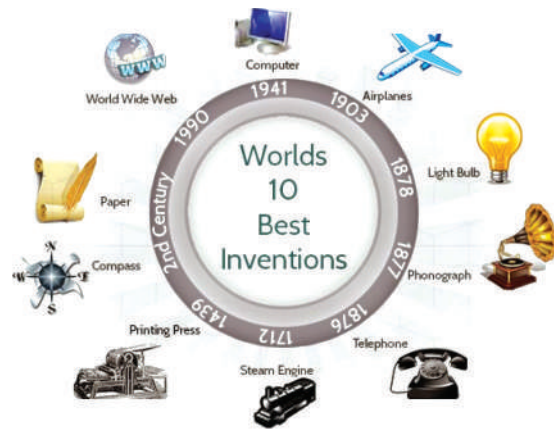 Worlds
10
Best
Inventions
Computer
1941
Airplanes
1903
Light Bulb
1878
Phonograph
1877
Telephone
1876
Steam Engine
1712
Printing Press
1439
Compass
N
E
S
W
2nd Century
Paper
World Wide Web
WWW
1990